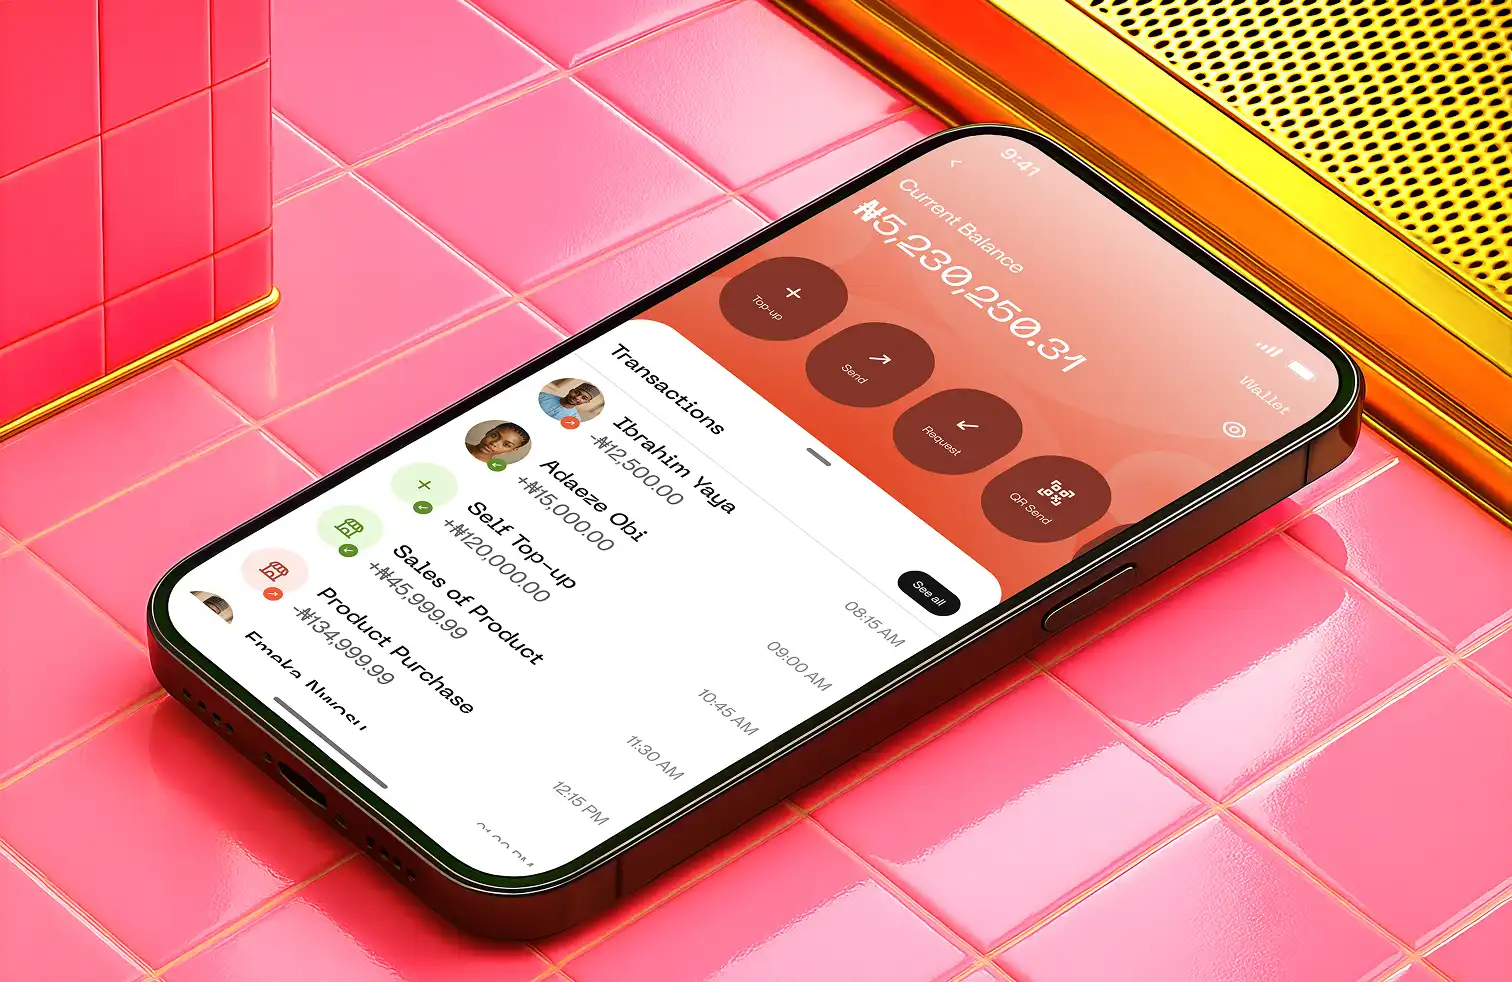 9:41
Wallet
Current Balance
₦5,230,250.31
Top-up
Send
Request
QR Send
Transactions
See all
Ibrahim Yaya
-₦12,500.00
08:15 AM
Adaeze Obi
+₦15,000.00
09:00 AM
Self Top-up
+₦120,000.00
10:45 AM
Sales of Product
+₦45,999.99
11:30 AM
Product Purchase
-₦134,999.99
12:15 PM
Emeka Nwosu